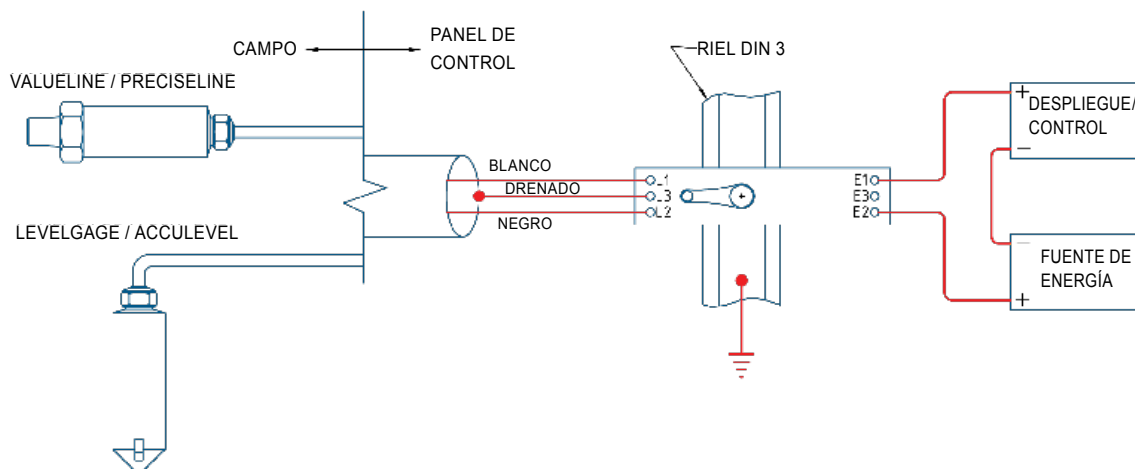 CAMPO
PANEL DE
CONTROL
RIEL DIN 3
VALUELINE / PRECISELINE
+
DESPLIEGUE/
CONTROL
−
BLANCO
L1
E1
DRENADO
L3
E3
NEGRO
L2
E2
LEVELGAGE / ACCULEVEL
−
FUENTE DE
ENERGÍA
+